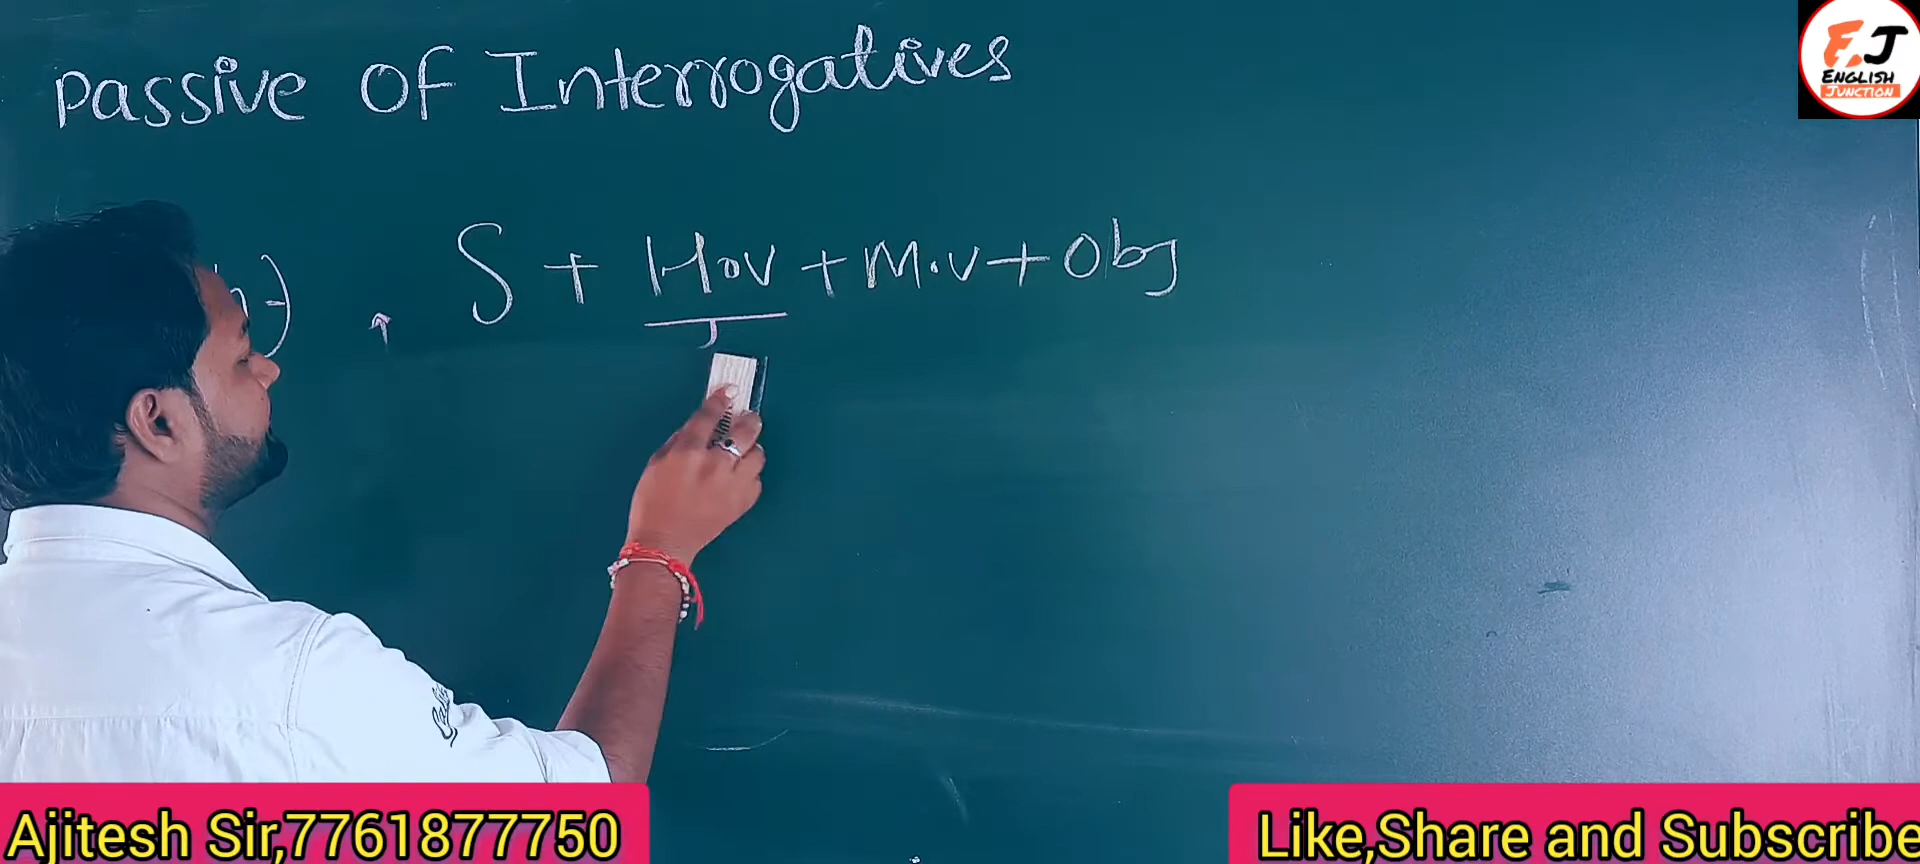 Passive Of Interrogatives
E.J
ENGLISH
JUNCTION
S + H.V + M.V + Obj
Ajitesh Sir,7761877750
Like,Share and Subscribe